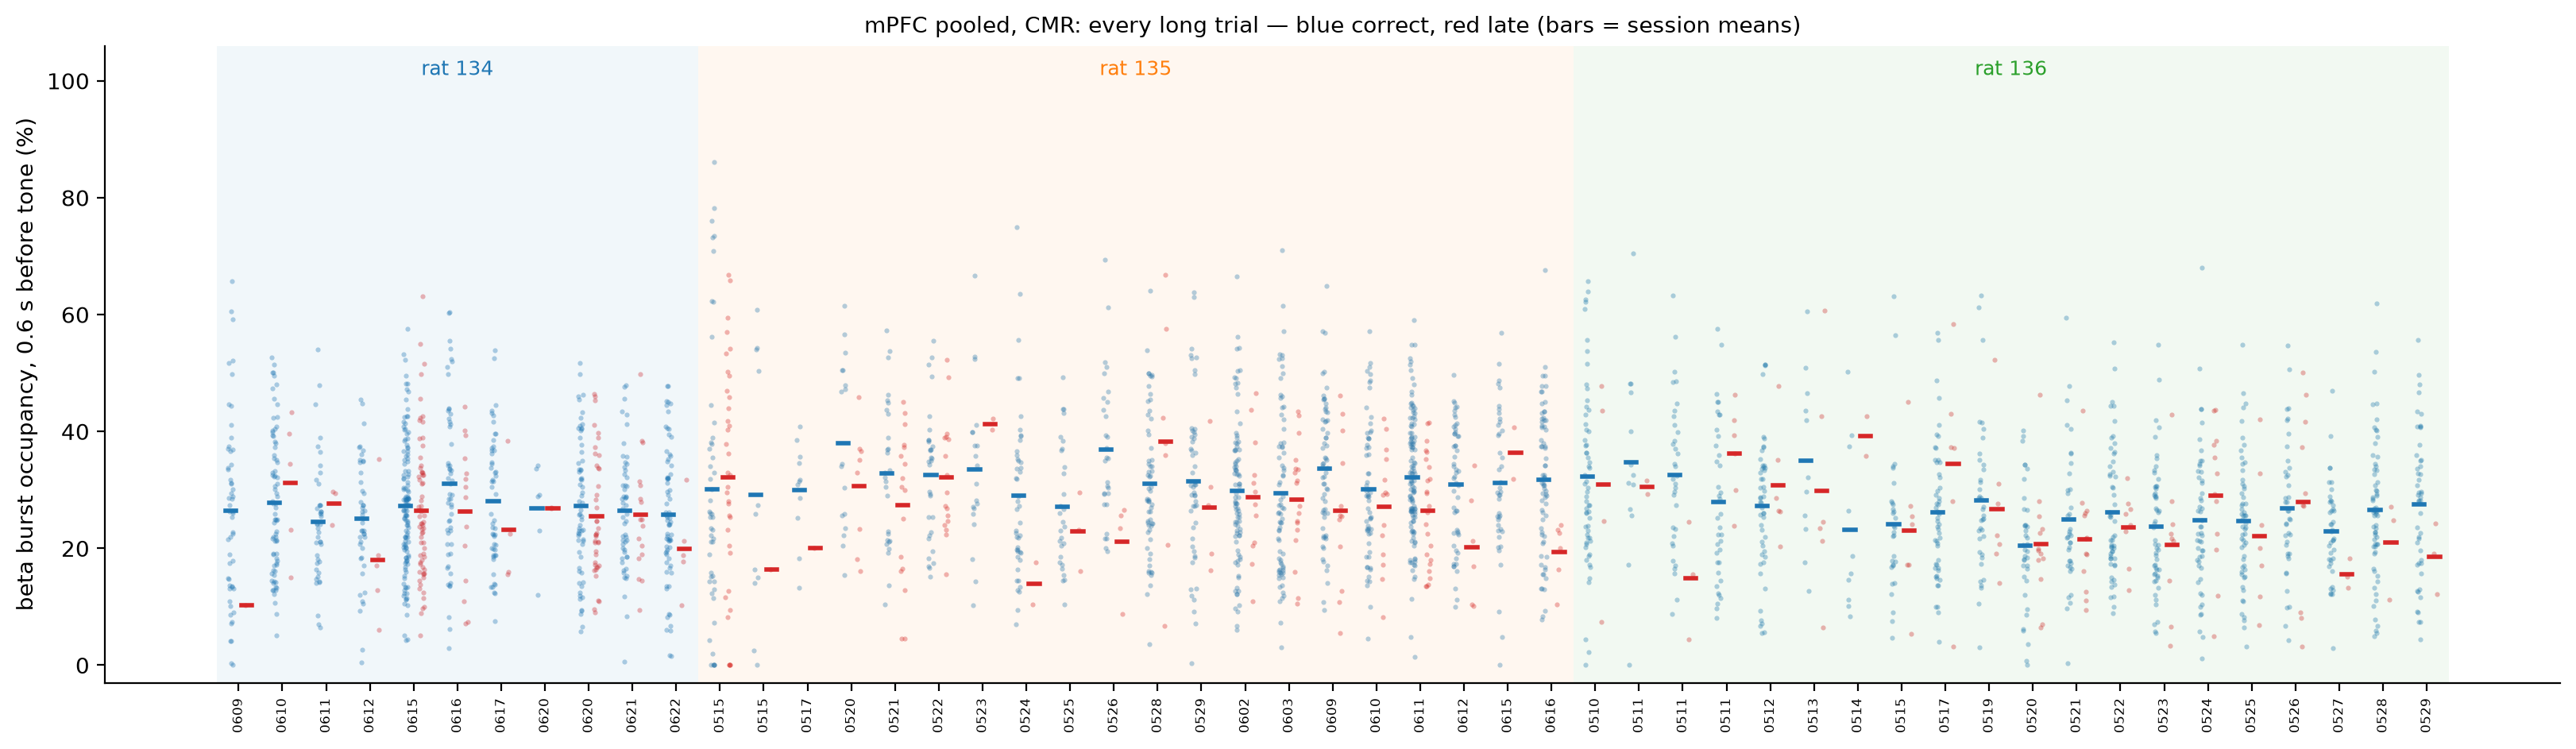 mPFC pooled, CMR: every long trial — blue correct, red late (bars = session means)
rat 134
rat 135
rat 136
beta burst occupancy, 0.6 s before tone (%)
100
80
60
40
20
0
0609 0610 0611 0612 0615 0616 0617 0620 0620 0621 0622 0515 0515 0517 0520 0521 0522 0523 0524 0525 0526 0528 0529 0602 0603 0609 0610 0611 0612 0615 0616 0510 0511 0511 0511 0512 0513 0514 0515 0517 0519 0520 0521 0522 0523 0524 0525 0526 0527 0528 0529